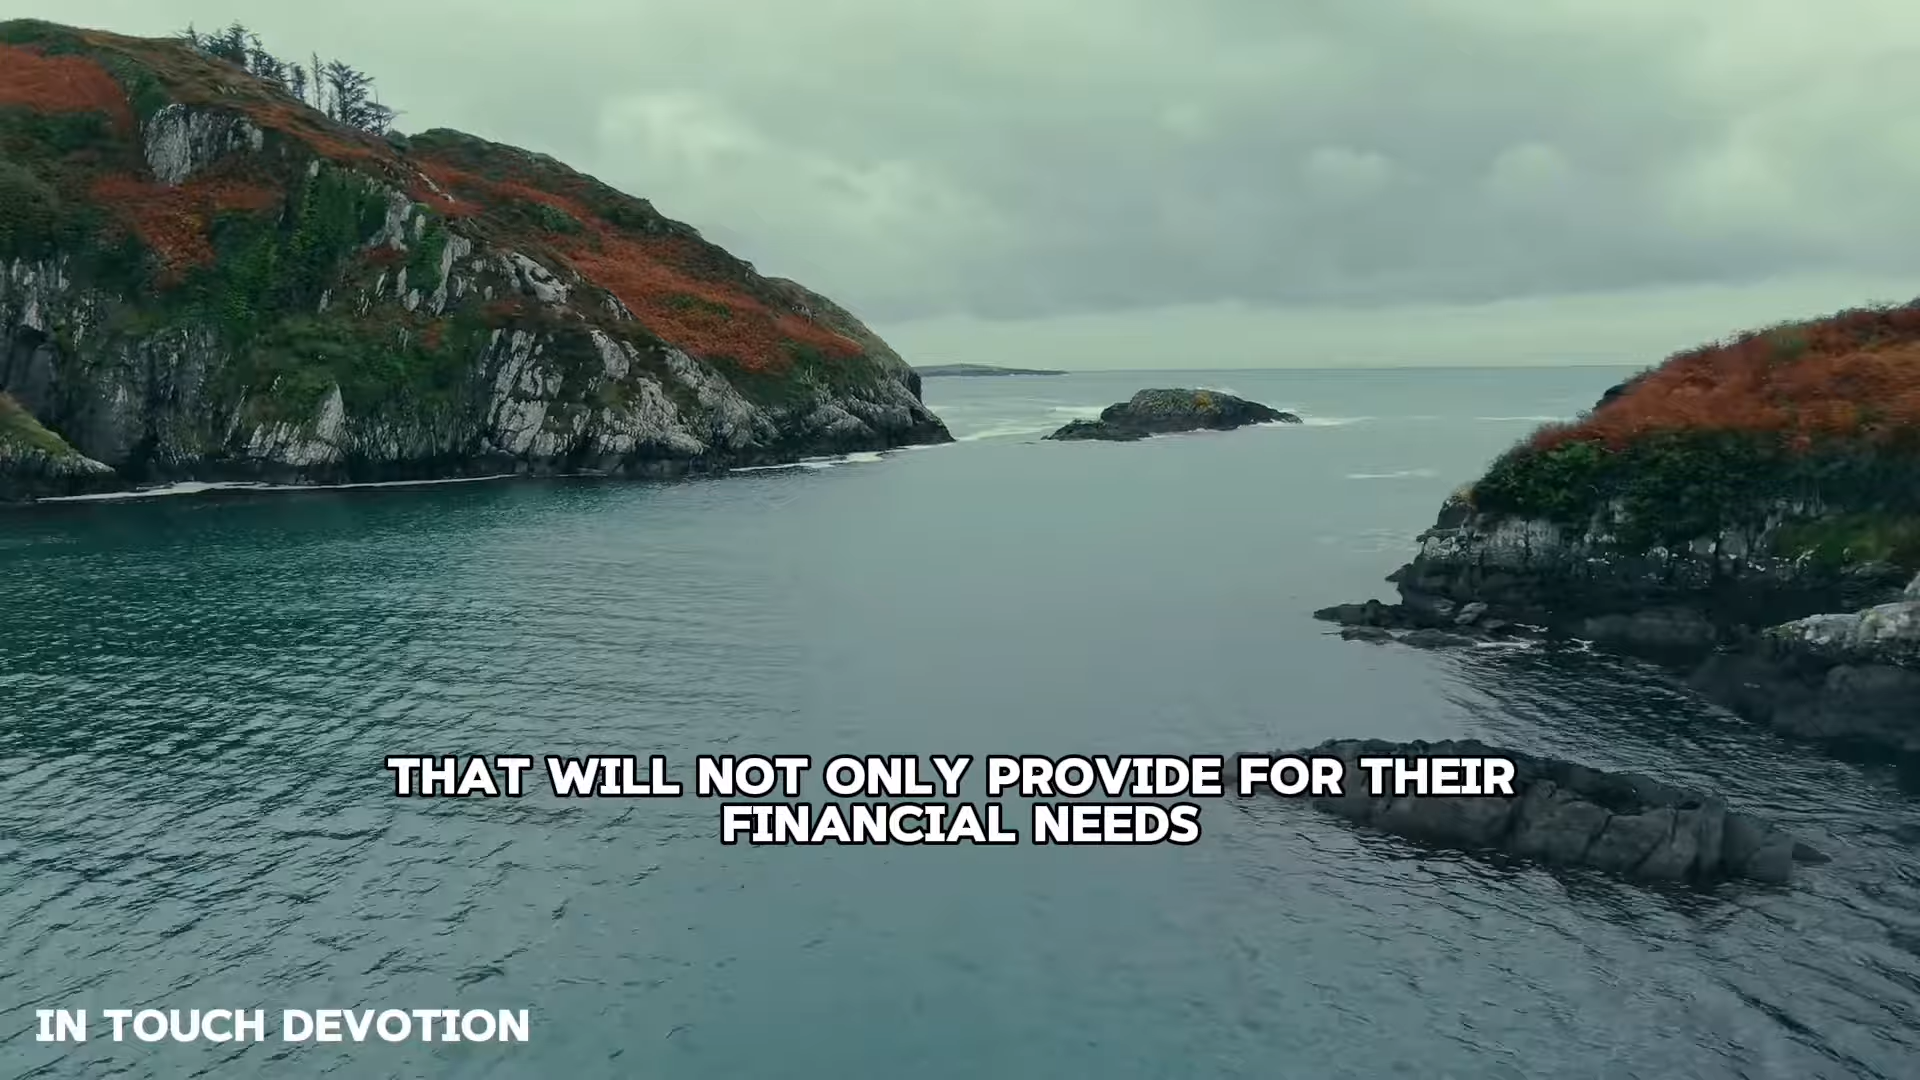 THAT WILL NOT ONLY PROVIDE FOR THEIR
FINANCIAL NEEDS
IN TOUCH DEVOTION